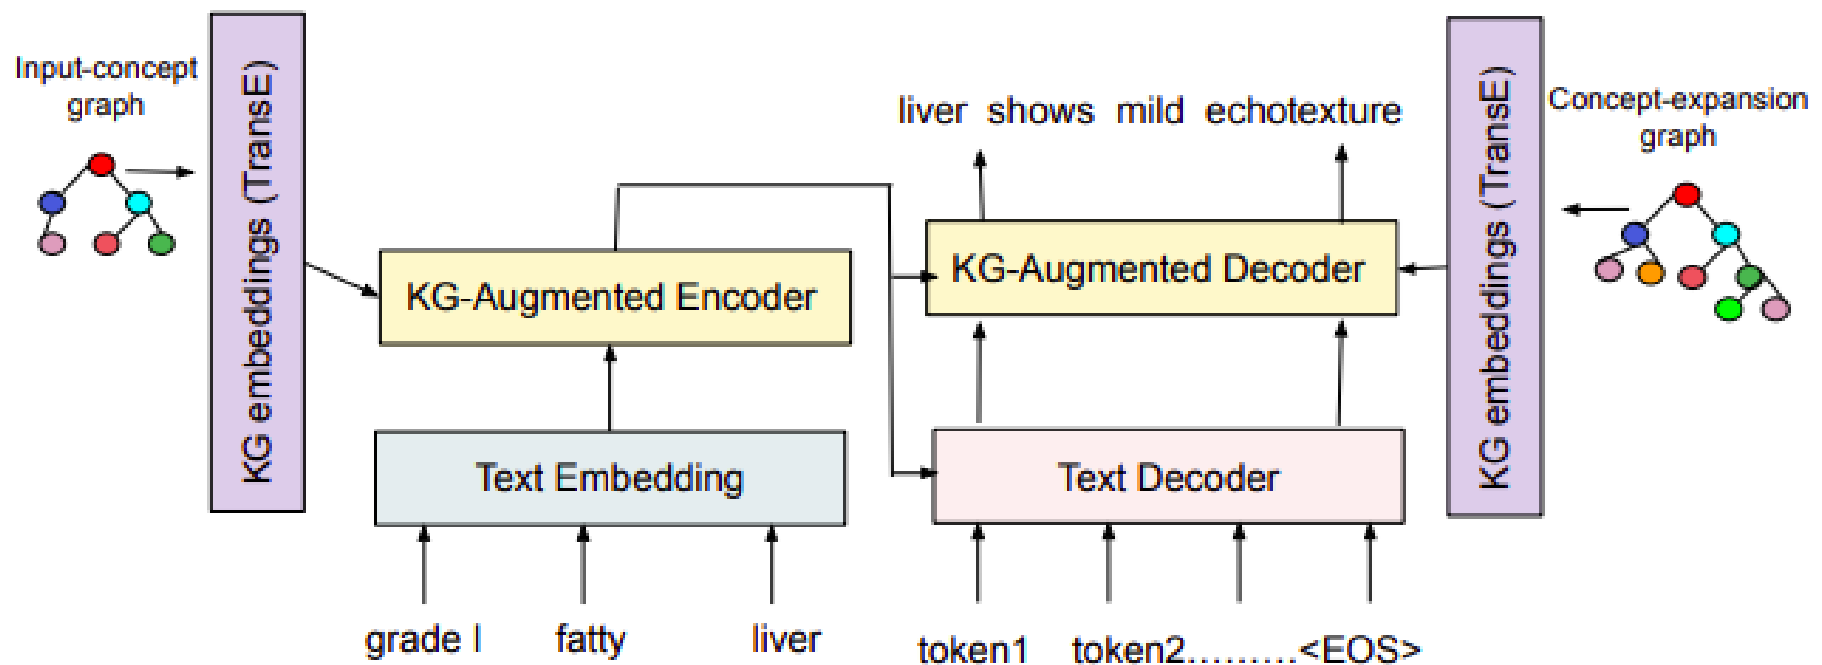 Input-concept
graph
KG embeddings (TransE)
KG-Augmented Encoder
Text Embedding
grade I fatty liver
liver shows mild echotexture
KG-Augmented Decoder
Text Decoder
token1 token2.........<EOS>
KG embeddings (TransE)
Concept-expansion
graph